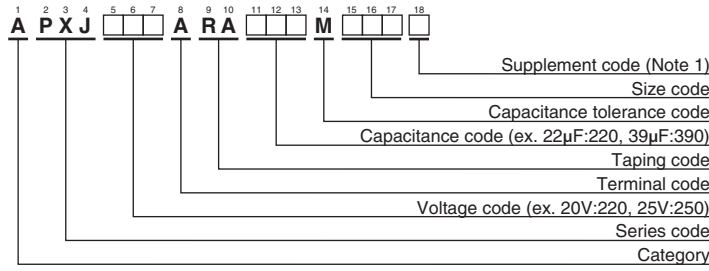 1 2 3 4 5 6 7 8 9 10 11 12 13 14 15 16 17 18
A P X J A R A M
Supplement code (Note 1)
Size code
Capacitance tolerance code
Capacitance code (ex. 22µF:220, 39µF:390)
Taping code
Terminal code
Voltage code (ex. 20V:220, 25V:250)
Series code
Category